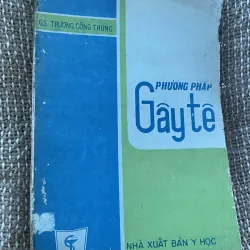 GS. TRƯƠNG CÔNG TRUNG
PHƯƠNG PHÁP
Gây tê
NHÀ XUẤT BẢN Y HỌC